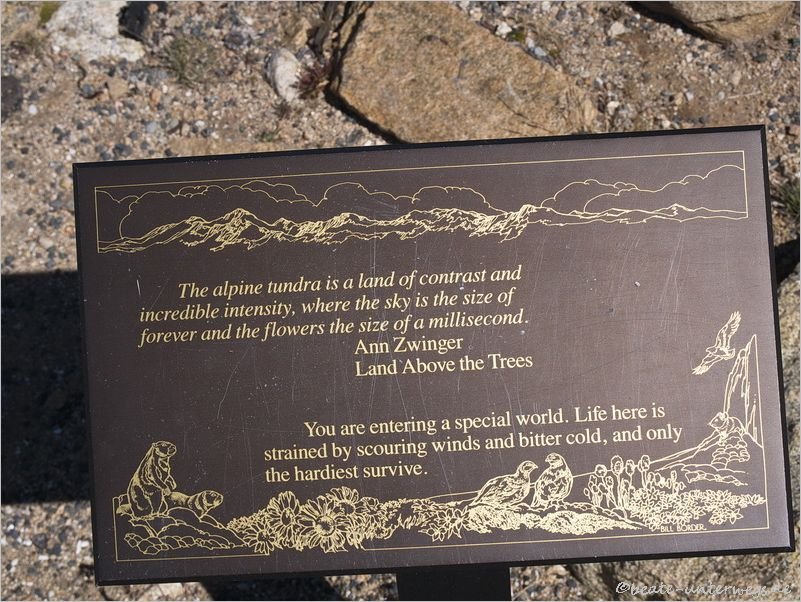 The alpine tundra is a land of contrast and
incredible intensity, where the sky is the size of
forever and the flowers the size of a millisecond.
Ann Zwinger
Land Above the Trees
You are entering a special world. Life here is
strained by scouring winds and bitter cold, and only
the hardiest survive.
BILL BORDER
©beate-unterwegs.de